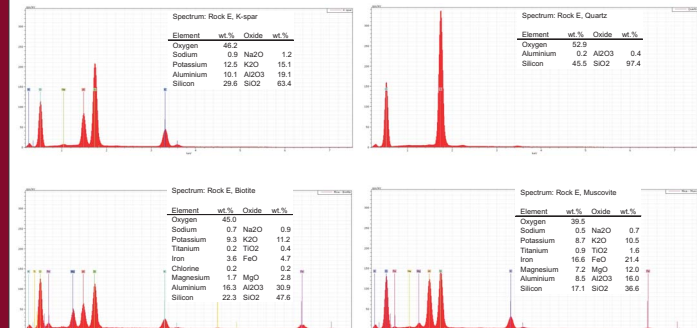 Spectrum: Rock E, K-spar
Element wt.% Oxide wt.%
Oxygen 46.2
Sodium 0.9 Na2O 1.2
Potassium 12.5 K2O 15.1
Aluminium 10.1 Al2O3 19.1
Silicon 29.6 SiO2 63.4
Spectrum: Rock E, Quartz
Element wt.% Oxide wt.%
Oxygen 52.9
Aluminium 0.2 Al2O3 0.4
Silicon 45.5 SiO2 97.4
Spectrum: Rock E, Biotite
Element wt.% Oxide wt.%
Oxygen 45.0
Sodium 0.7 Na2O 0.9
Potassium 9.3 K2O 11.2
Titanium 0.2 TiO2 0.4
Iron 3.6 FeO 4.7
Chlorine 0.2 0.2
Magnesium 1.7 MgO 2.8
Aluminium 16.3 Al2O3 30.9
Silicon 22.3 SiO2 47.6
Spectrum: Rock E, Muscovite
Element wt.% Oxide wt.%
Oxygen 39.5
Sodium 0.5 Na2O 0.7
Potassium 8.7 K2O 10.5
Titanium 0.9 TiO2 1.6
Iron 16.6 FeO 21.4
Magnesium 7.2 MgO 12.0
Aluminium 8.5 Al2O3 16.0
Silicon 17.1 SiO2 36.6